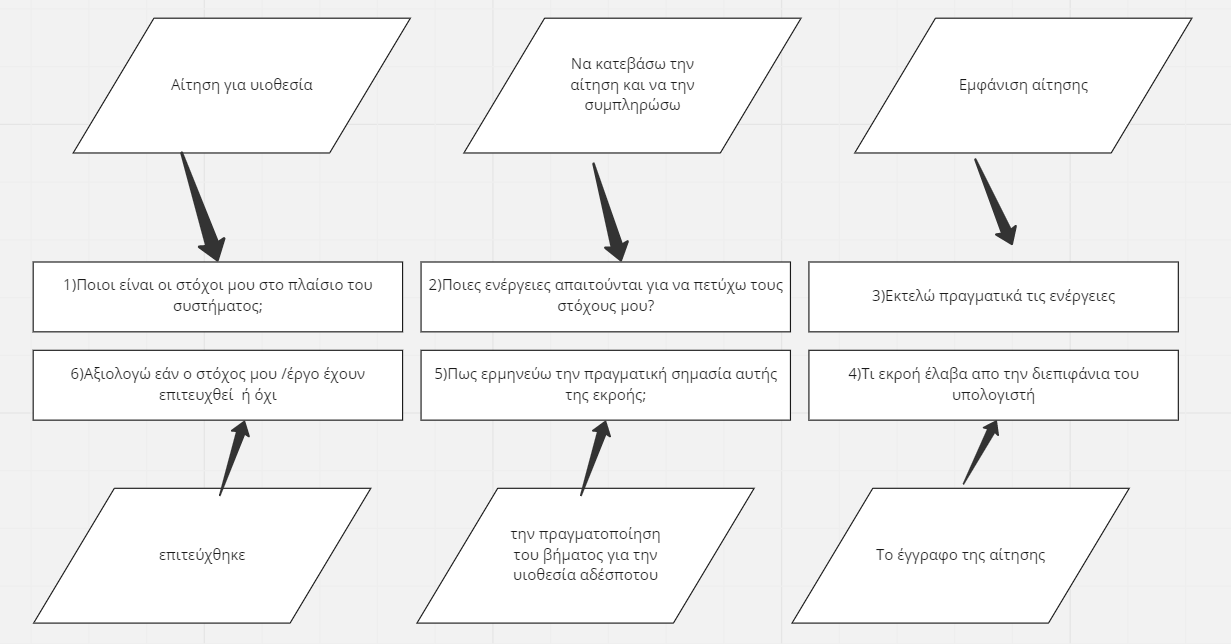 Αίτηση για υιοθεσία
Να κατεβάσω την
αίτηση και να την
συμπληρώσω
Εμφάνιση αίτησης
1)Ποιοι είναι οι στόχοι μου στο πλαίσιο του
συστήματος;
2)Ποιες ενέργειες απαιτούνται για να πετύχω τους
στόχους μου?
3)Εκτελώ πραγματικά τις ενέργειες
6)Αξιολογώ εάν ο στόχος μου /έργο έχουν
επιτευχθεί ή όχι
5)Πως ερμηνεύω την πραγματική σημασία αυτής
της εκροής;
4)Τι εκροή έλαβα απο την διεπιφάνια του
υπολογιστή
επιτεύχθηκε
την πραγματοποίηση
του βήματος για την
υιοθεσία αδέσποτου
Το έγγραφο της αίτησης